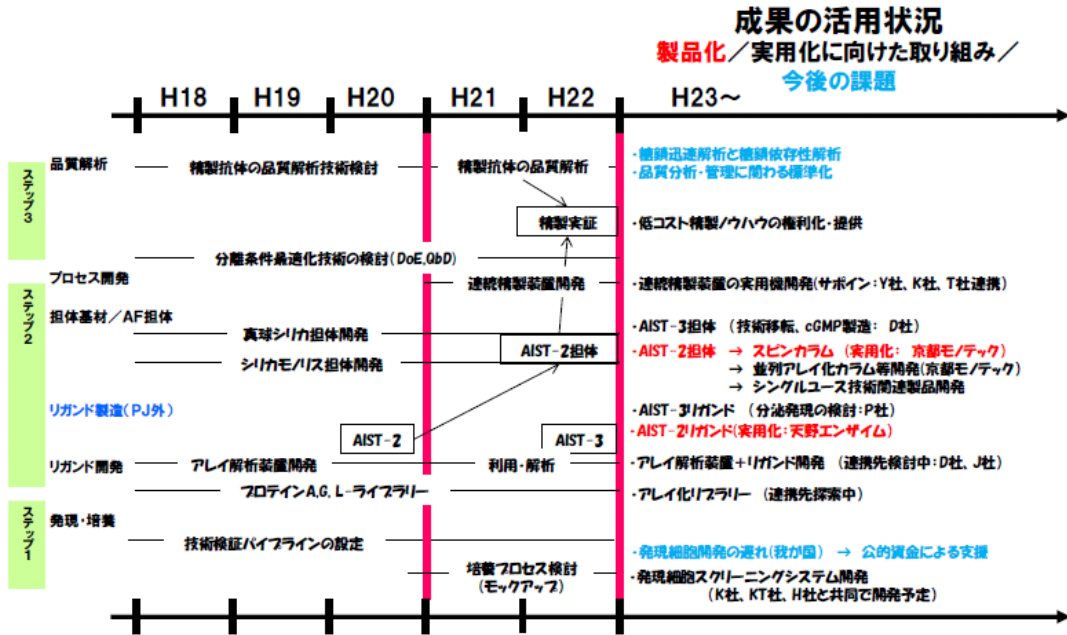 成果の活用状況
製品化／実用化に向けた取り組み／
今後の課題
H18
H19
H20
H21
H22
H23～
ステップ3
品質解析
精製抗体の品質解析技術検討
精製抗体の品質解析
・糖鎖迅速解析と糖鎖依存性解析
・品質分析・管理に関わる標準化
精製実証
・低コスト精製ノウハウの権利化・提供
分離条件最適化技術の検討(DoE,QbD)
プロセス開発
連続精製装置開発
・連続精製装置の実用機開発(サポイン：Y社、K社、T社連携)
ステップ2
担体基材／AF担体
真球シリカ担体開発
・AIST-3担体 （技術移転、cGMP製造： D社）
AIST-2担体
・AIST-2担体 → スピンカラム （実用化： 京都モノテック）
シリカモノリス担体開発
→ 並列アレイ化カラム等開発(京都モノテック)
→ シングルユース技術関連製品開発
リガンド製造(PJ外)
・AIST-3リガンド （分泌発現の検討：P社）
AIST-2
AIST-3
・AIST-2リガンド(実用化：天野エンザイム)
リガンド開発
アレイ解析装置開発
利用・解析
・アレイ解析装置＋リガンド開発 （連携先検討中：D社、J社）
プロテインA,G, L-ライブラリー
・アレイ化リブラリー （連携先探索中）
ステップ1
発現・培養
技術検証パイプラインの設定
・発現細胞開発の遅れ(我が国) → 公的資金による支援
培養プロセス検討
(モックアップ)
・発現細胞スクリーニングシステム開発
(K社、KT社、H社と共同で開発予定)